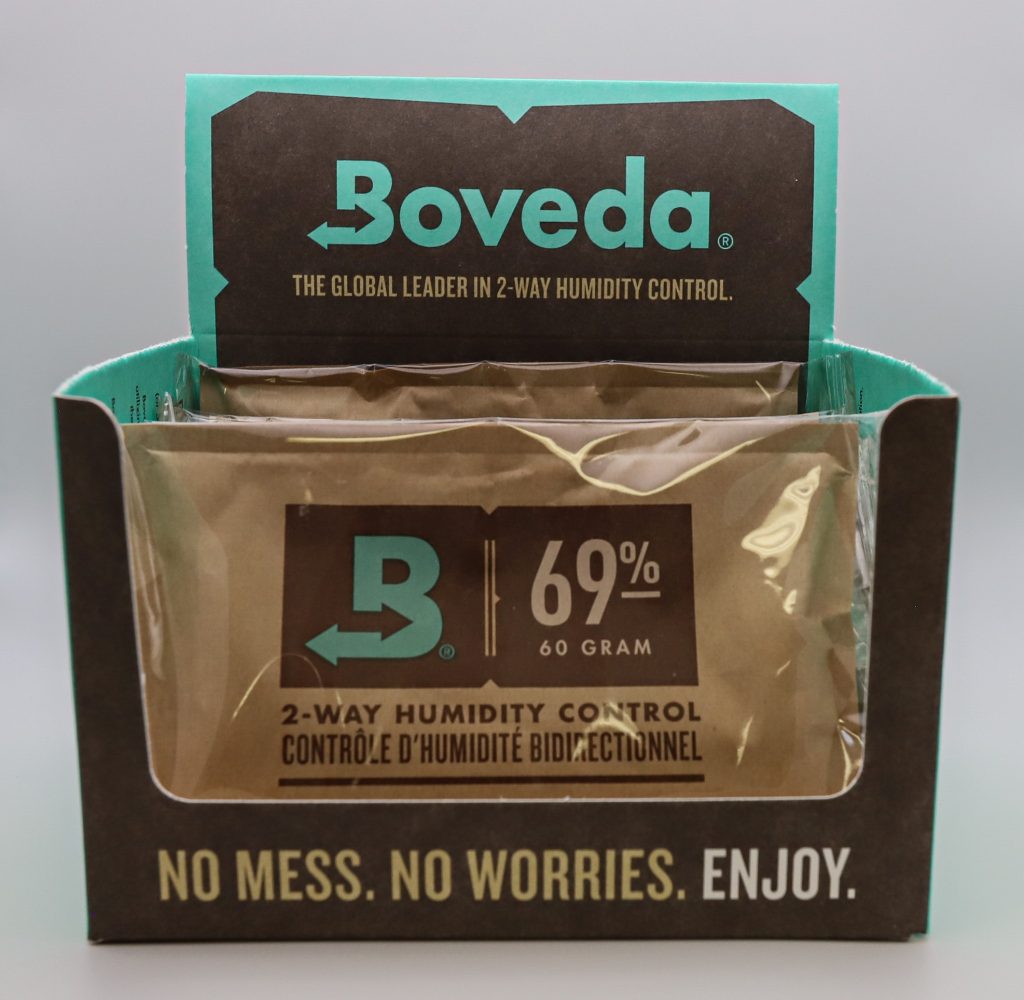 Boveda®
THE GLOBAL LEADER IN 2-WAY HUMIDITY CONTROL.
B®
69%
60 GRAM
2-WAY HUMIDITY CONTROL
CONTRÔLE D'HUMIDITÉ BIDIRECTIONNEL
NO MESS. NO WORRIES. ENJOY.